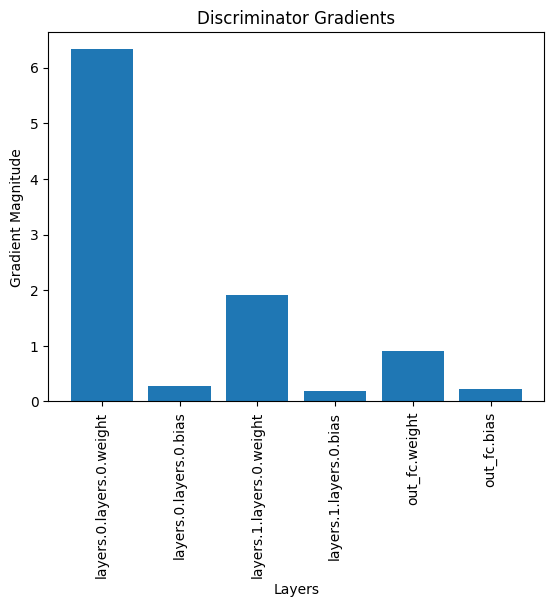 Discriminator Gradients
Gradient Magnitude
6
5
4
3
2
1
0
layers.0.layers.0.weight
layers.0.layers.0.bias
layers.1.layers.0.weight
layers.1.layers.0.bias
out_fc.weight
out_fc.bias
Layers